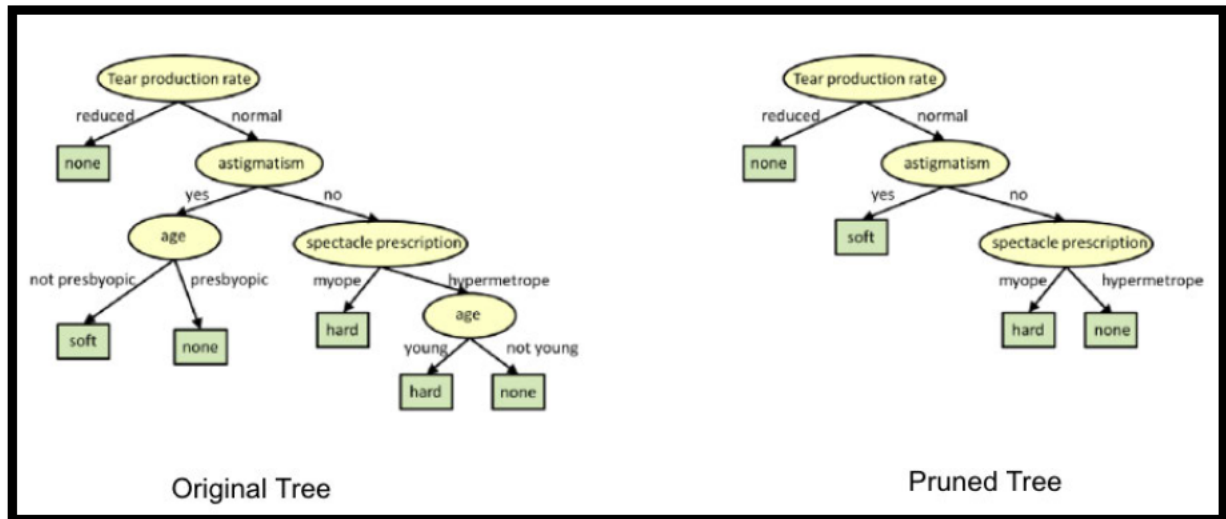 Tear production rate
reduced
normal
none
astigmatism
yes
no
age
spectacle prescription
not presbyopic
presbyopic
myope
hypermetrope
soft
none
hard
age
young
not young
hard
none
Original Tree
Tear production rate
reduced
normal
none
astigmatism
yes
no
soft
spectacle prescription
myope
hypermetrope
hard
none
Pruned Tree